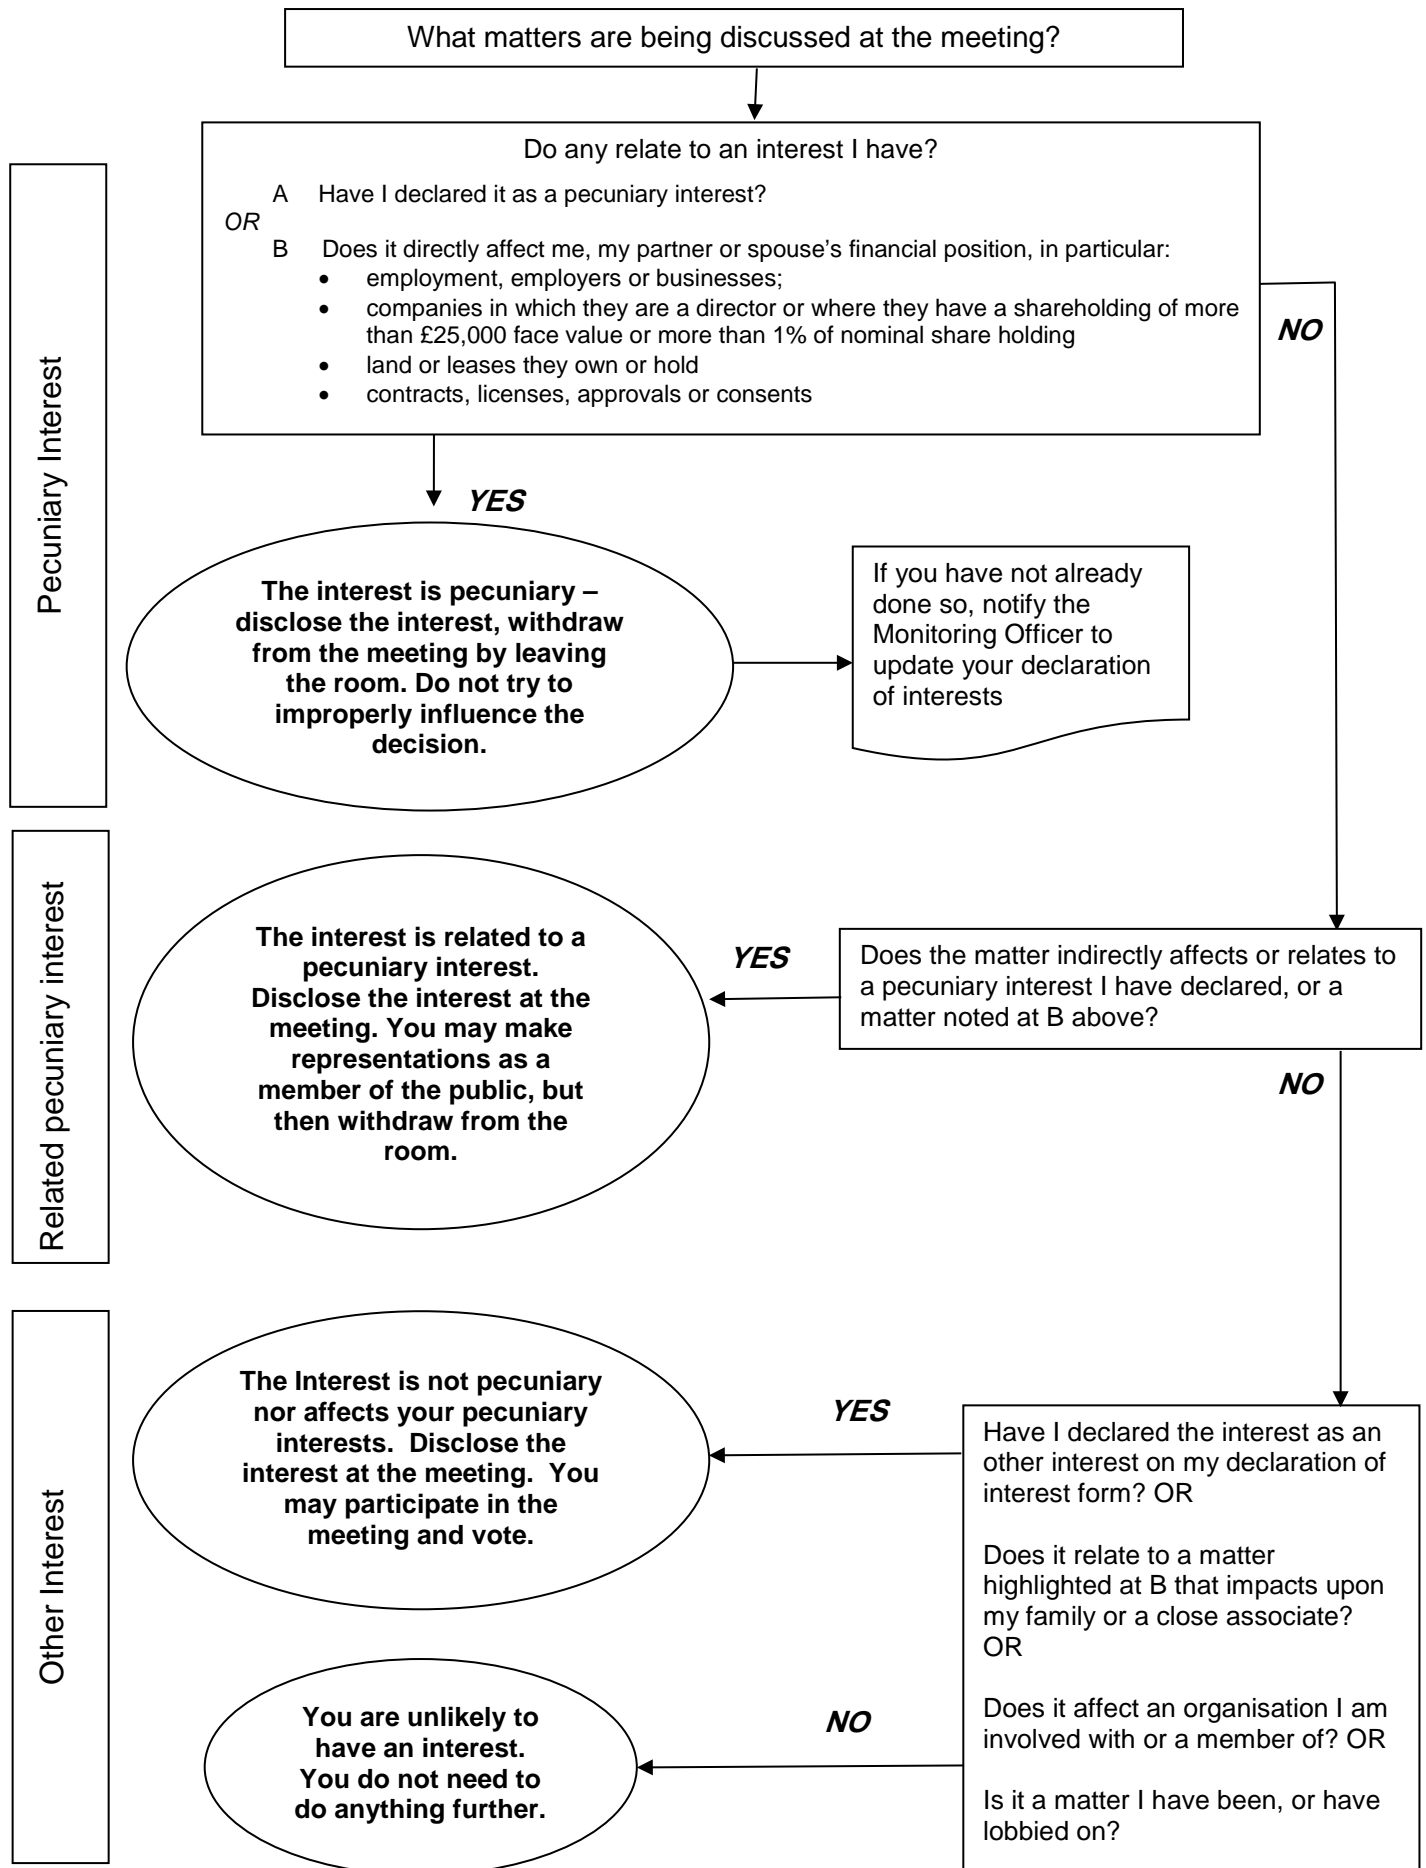 What matters are being discussed at the meeting?
Do any relate to an interest I have?
A Have I declared it as a pecuniary interest?
OR
B Does it directly affect me, my partner or spouse's financial position, in particular:
• employment, employers or businesses;
• companies in which they are a director or where they have a shareholding of more
than £25,000 face value or more than 1% of nominal share holding
• land or leases they own or hold
• contracts, licenses, approvals or consents
NO
Pecuniary Interest
YES
The interest is pecuniary –
disclose the interest, withdraw
from the meeting by leaving
the room. Do not try to
improperly influence the
decision.
If you have not already
done so, notify the
Monitoring Officer to
update your declaration
of interests
Related pecuniary interest
The interest is related to a
pecuniary interest.
Disclose the interest at the
meeting. You may make
representations as a
member of the public, but
then withdraw from the
room.
YES
Does the matter indirectly affects or relates to
a pecuniary interest I have declared, or a
matter noted at B above?
NO
Other Interest
The Interest is not pecuniary
nor affects your pecuniary
interests. Disclose the
interest at the meeting. You
may participate in the
meeting and vote.
YES
Have I declared the interest as an
other interest on my declaration of
interest form? OR
Does it relate to a matter
highlighted at B that impacts upon
my family or a close associate?
OR
Does it affect an organisation I am
involved with or a member of? OR
Is it a matter I have been, or have
lobbied on?
NO
You are unlikely to
have an interest.
You do not need to
do anything further.